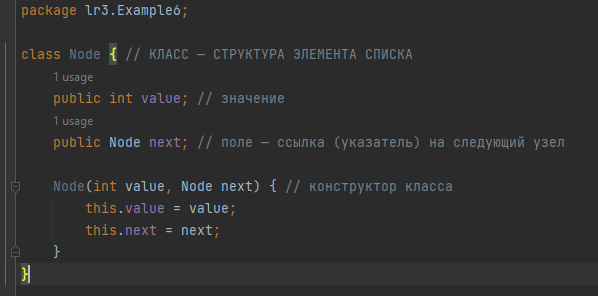 package lr3.Example6;
class Node { // КЛАСС — СТРУКТУРА ЭЛЕМЕНТА СПИСКА
1 usage
public int value; // значение
1 usage
public Node next; // поле — ссылка (указатель) на следующий узел
Node(int value, Node next) { // конструктор класса
this.value = value;
this.next = next;
}
}